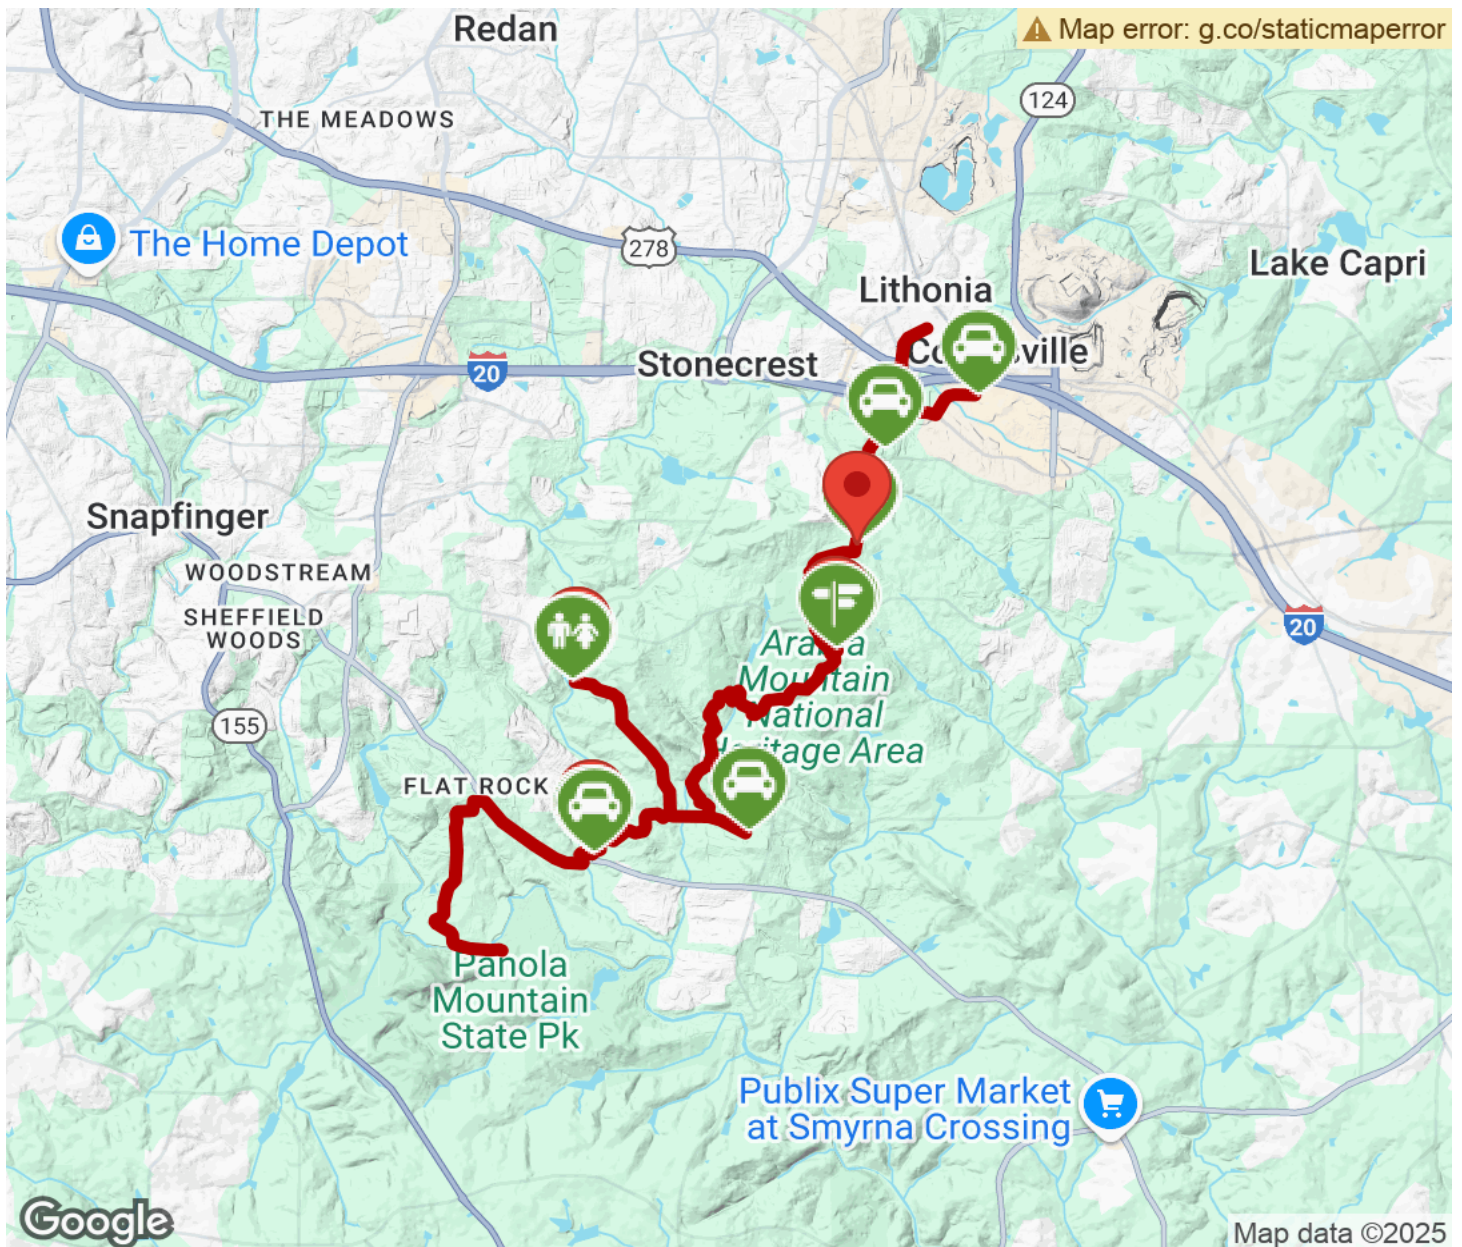 Redan
Map error: g.co/staticmaperror
124
THE MEADOWS
The Home Depot
278
Lake Capri
Lithonia
Stonecrest
20
Snapfinger
WOODSTREAM
SHEFFIELD
WOODS
20
Mountain
National
Area
155
FLAT ROCK
Panola
Mountain
State Pk
Publix Super Market
at Smyrna Crossing
Google
Map data ©2025